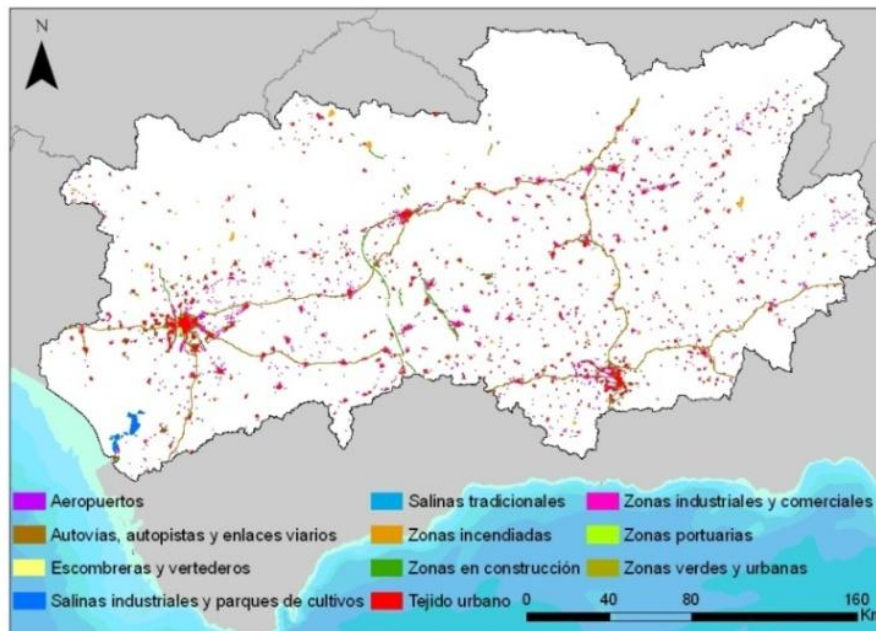 N
Aeropuertos
Autovias, autopistas y enlaces viarios
Escombreras y vertederos
Salinas industriales y parques de cultivos
Salinas tradicionales
Zonas incendiadas
Zonas en construcción
Tejido urbano
Zonas industriales y comerciales
Zonas portuarias
Zonas verdes y urbanas
0 40 80 160
Km